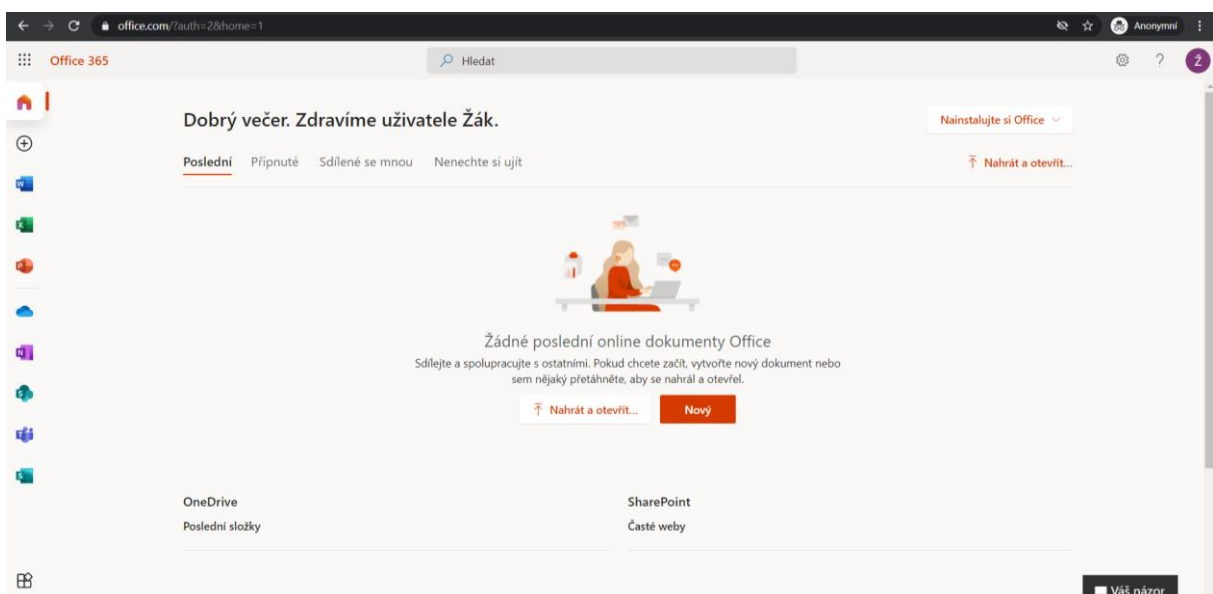 office.com/?auth=2&home=1
Anonymní
Office 365
Hledat
?
Ž
Dobrý večer. Zdravíme uživatele Žák.
Nainstalujte si Office
Poslední Připnuté Sdílené se mnou Nenechte si ujít
Nahrát a otevřít...
Žádné poslední online dokumenty Office
Sdílejte a spolupracujte s ostatními. Pokud chcete začít, vytvořte nový dokument nebo
sem nějaký přetáhněte, aby se nahrál a otevřel.
Nahrát a otevřít...
Nový
OneDrive
SharePoint
Poslední složky
Časté weby
Váš názor